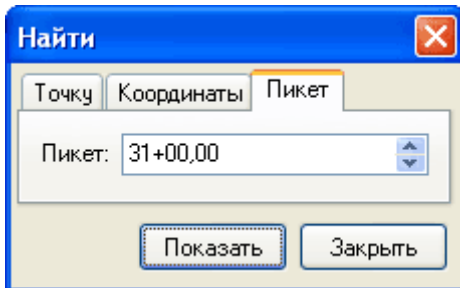 Найти
Точку Координаты Пикет
Пикет: 31+00,00
Показать Закрыть